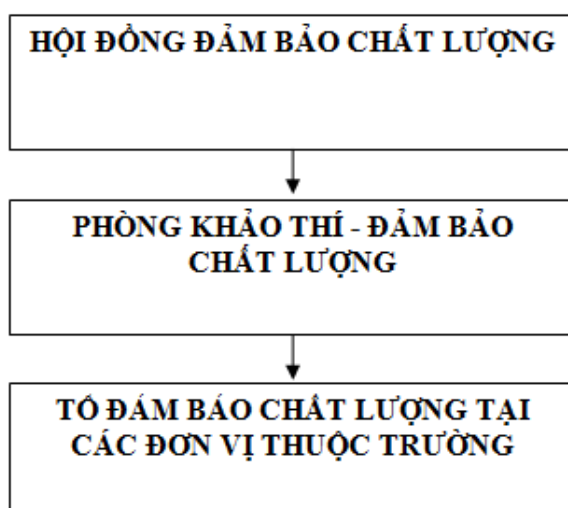 HỘI ĐỒNG ĐẢM BẢO CHẤT LƯỢNG
PHÒNG KHẢO THÍ - ĐẢM BẢO
CHẤT LƯỢNG
TỔ ĐẢM BẢO CHẤT LƯỢNG TẠI
CÁC ĐƠN VỊ THUỘC TRƯỜNG